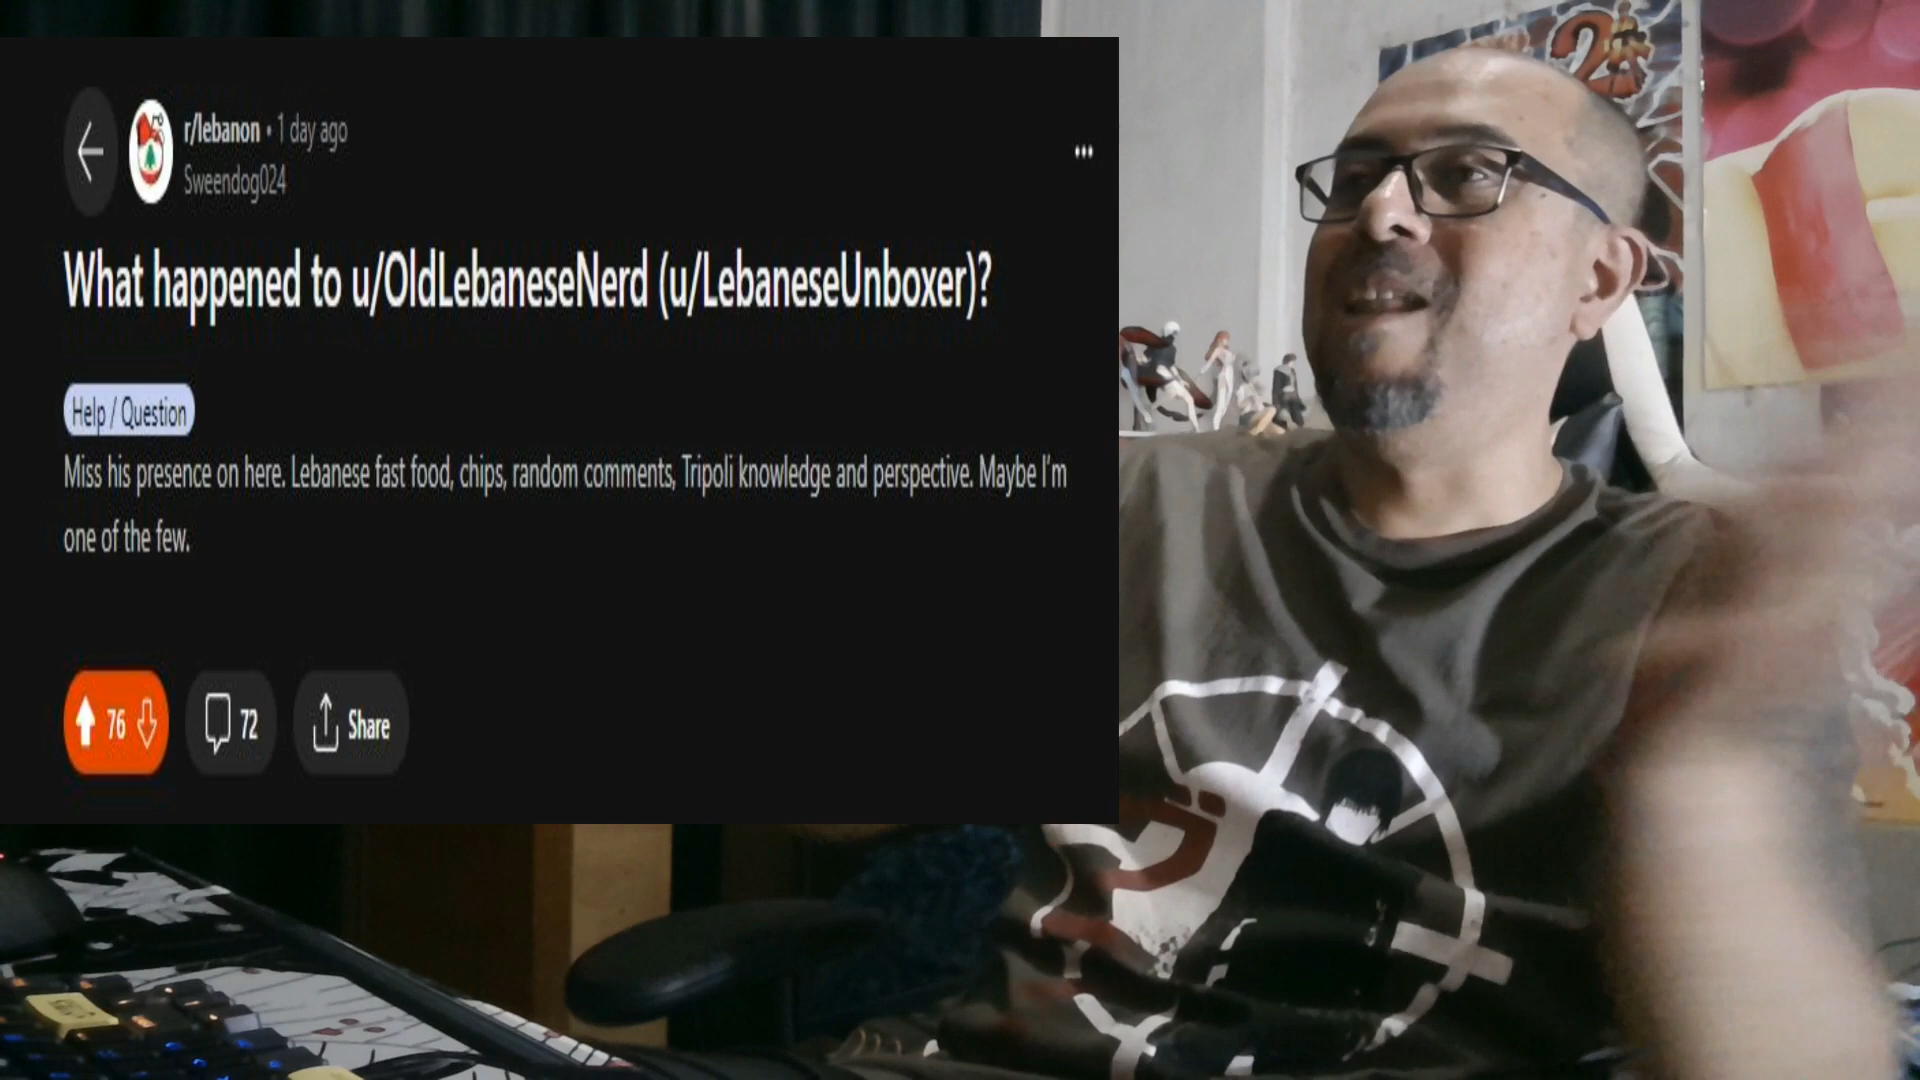 r/lebanon • 1 day ago
Sweendog024
What happened to u/OldLebaneseNerd (u/LebaneseUnboxer)?
Help / Question
Miss his presence on here. Lebanese fast food, chips, random comments, Tripoli knowledge and perspective. Maybe I'm
one of the few.
76
72
Share